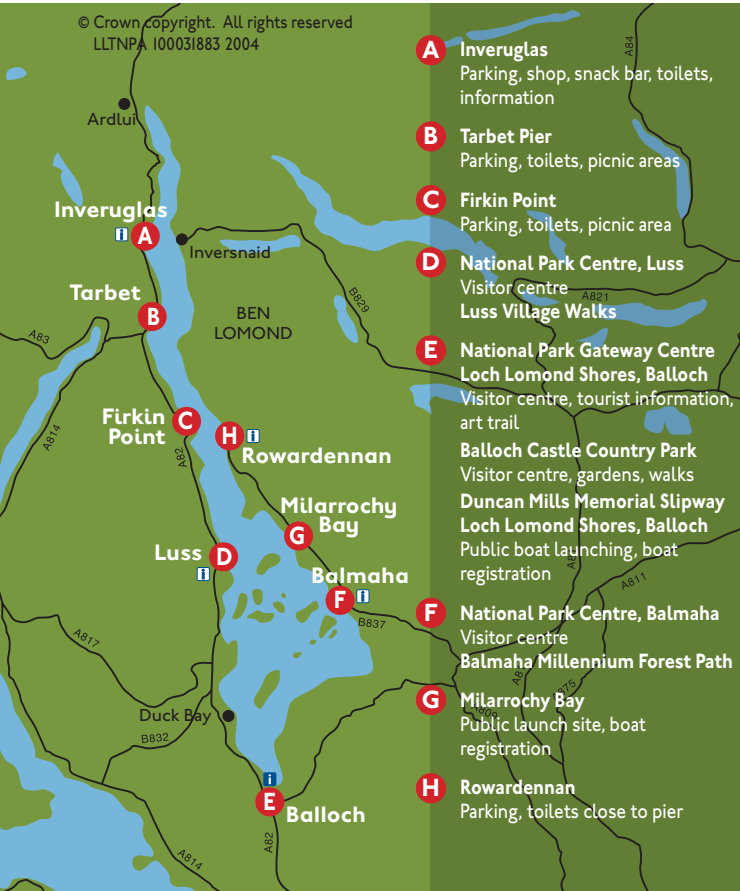 © Crown copyright. All rights reserved
LLTNPA 100031883 2004
Ardlui
Inveruglas
i
A
Inversnaid
Tarbet
B
BEN
LOMOND
A83
A814
B829
Firkin
Point
C
A82
H
i
Rowardennan
Milarrochy
Bay
G
Luss
D
i
Balmaha
F
i
B837
A817
Duck Bay
B832
i
E
Balloch
A82
A814
A84
A821
A811
A
Inveruglas
Parking, shop, snack bar, toilets,
information
B
Tarbet Pier
Parking, toilets, picnic areas
C
Firkin Point
Parking, toilets, picnic area
D
National Park Centre, Luss
Visitor centre
Luss Village Walks
E
National Park Gateway Centre
Loch Lomond Shores, Balloch
Visitor centre, tourist information,
art trail
Balloch Castle Country Park
Visitor centre, gardens, walks
Duncan Mills Memorial Slipway
Loch Lomond Shores, Balloch
Public boat launching, boat
registration
F
National Park Centre, Balmaha
Visitor centre
Balmaha Millennium Forest Path
G
Milarrochy Bay
Public launch site, boat
registration
H
Rowardennan
Parking, toilets close to pier